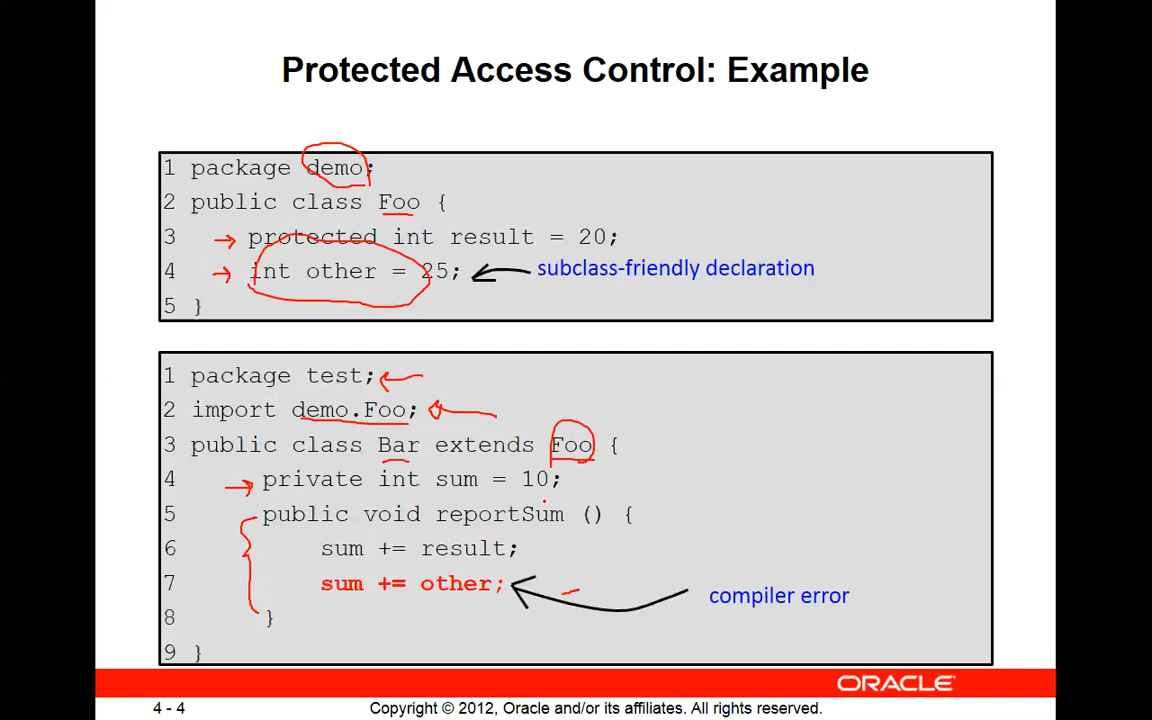 Protected Access Control: Example
1 package demo;
2 public class Foo {
3 protected int result = 20;
4 int other = 25; subclass-friendly declaration
5 }
1 package test;
2 import demo.Foo;
3 public class Bar extends Foo {
4 private int sum = 10;
5 public void reportSum () {
6 sum += result;
7 sum += other; compiler error
8 }
9 }
ORACLE
4 - 4 Copyright © 2012, Oracle and/or its affiliates. All rights reserved.